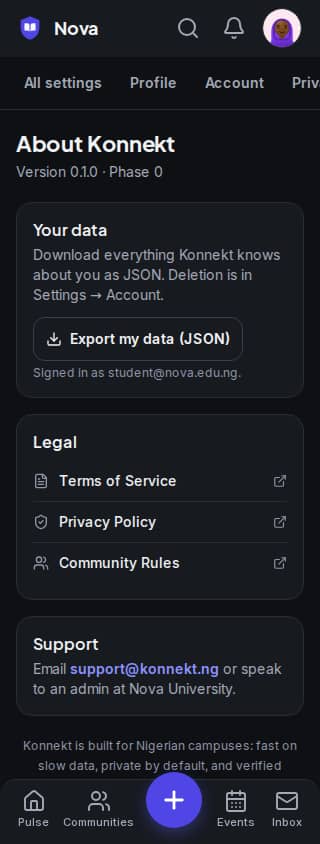 Nova
All settings Profile Account Priv
About Konnekt
Version 0.1.0 · Phase 0
Your data
Download everything Konnekt knows
about you as JSON. Deletion is in
Settings → Account.
Export my data (JSON)
Signed in as student@nova.edu.ng.
Legal
Terms of Service
Privacy Policy
Community Rules
Support
Email support@konnekt.ng or speak
to an admin at Nova University.
Konnekt is built for Nigerian campuses: fast on
slow data, private by default, and verified
Pulse Communities Events Inbox